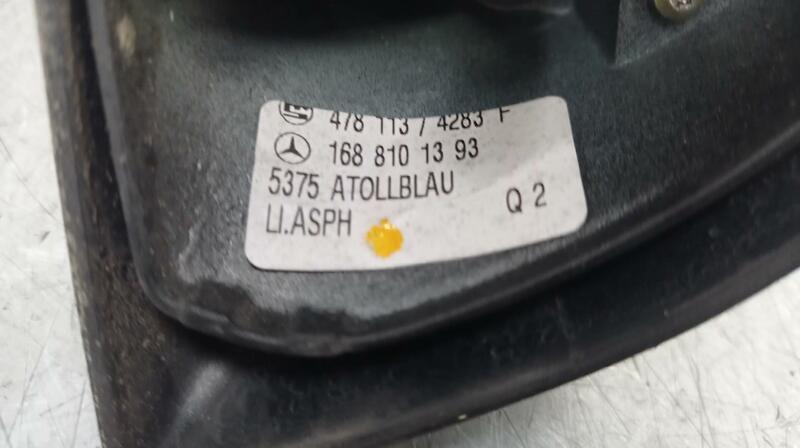 478 113 / 4283 F
168 810 13 93
5375 ATOLLBLAU
LI.ASPH
Q 2